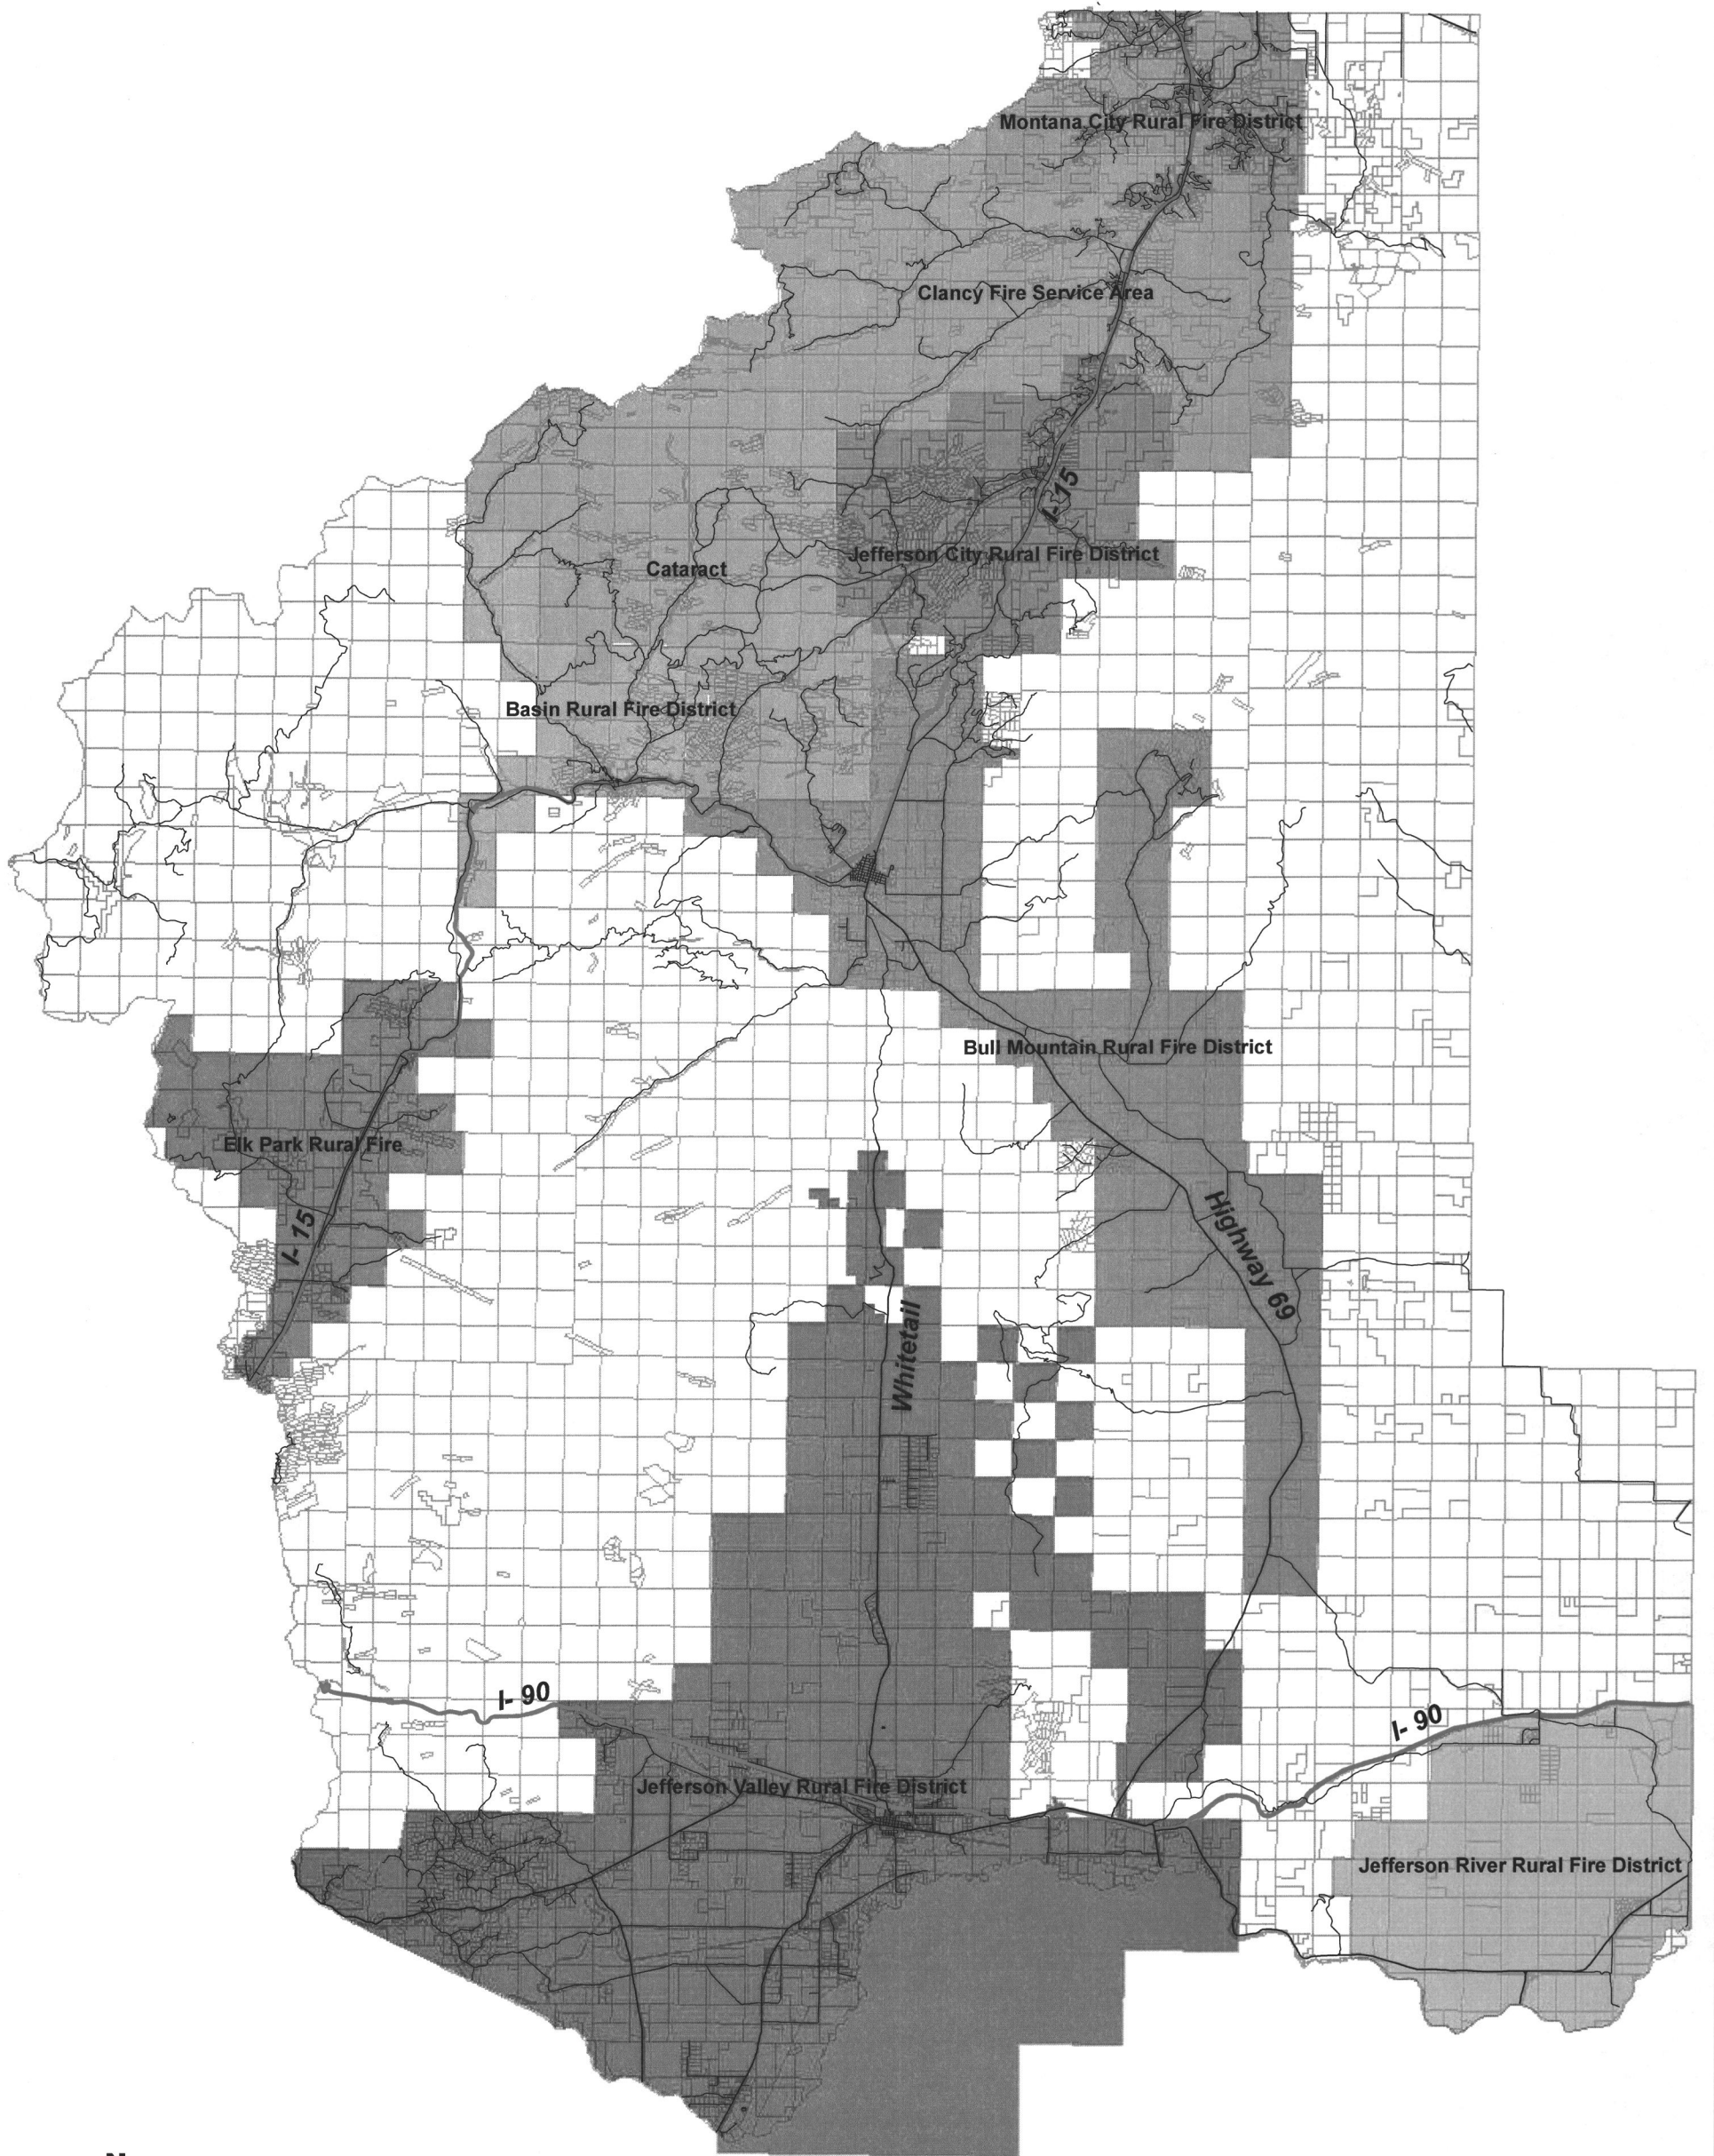 Montana City Rural Fire District
Clancy Fire Service Area
I-15
Jefferson City Rural Fire District
Cataract
Basin Rural Fire District
Bull Mountain Rural Fire District
Elk Park Rural Fire
I- 15
Highway 69
Whitetail
I- 90
I- 90
Jefferson Valley Rural Fire District
Jefferson River Rural Fire District